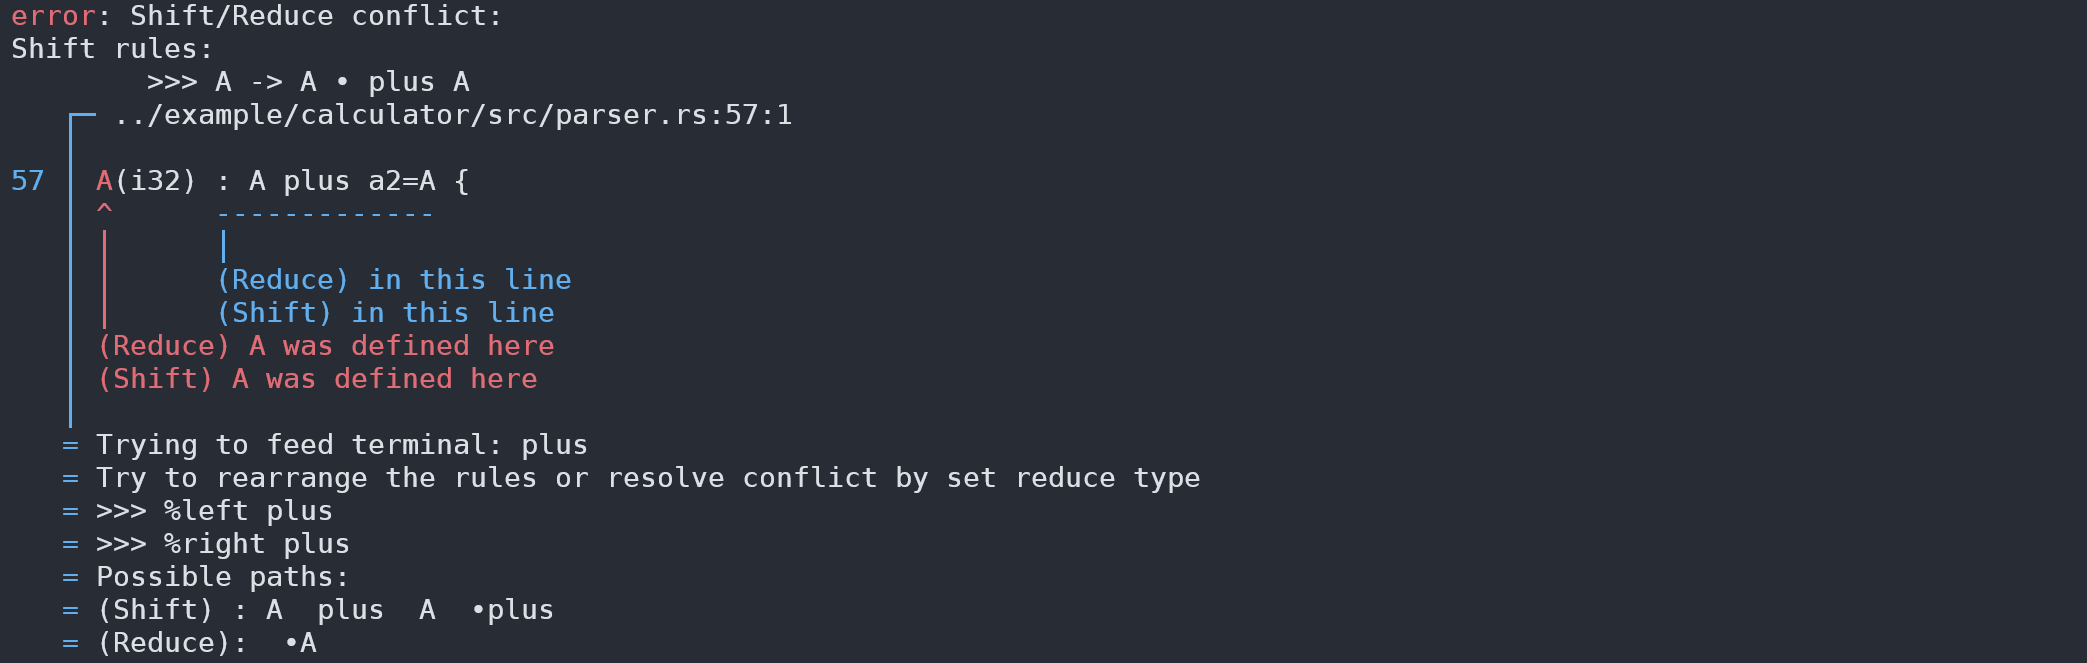 error: Shift/Reduce conflict:
Shift rules:
>>> A -> A • plus A
../example/calculator/src/parser.rs:57:1
57 A(i32) : A plus a2=A {
^ -------------
(Reduce) in this line
(Shift) in this line
(Reduce) A was defined here
(Shift) A was defined here
= Trying to feed terminal: plus
= Try to rearrange the rules or resolve conflict by set reduce type
= >>> %left plus
= >>> %right plus
= Possible paths:
= (Shift) : A  plus  A  •plus
= (Reduce):  •A